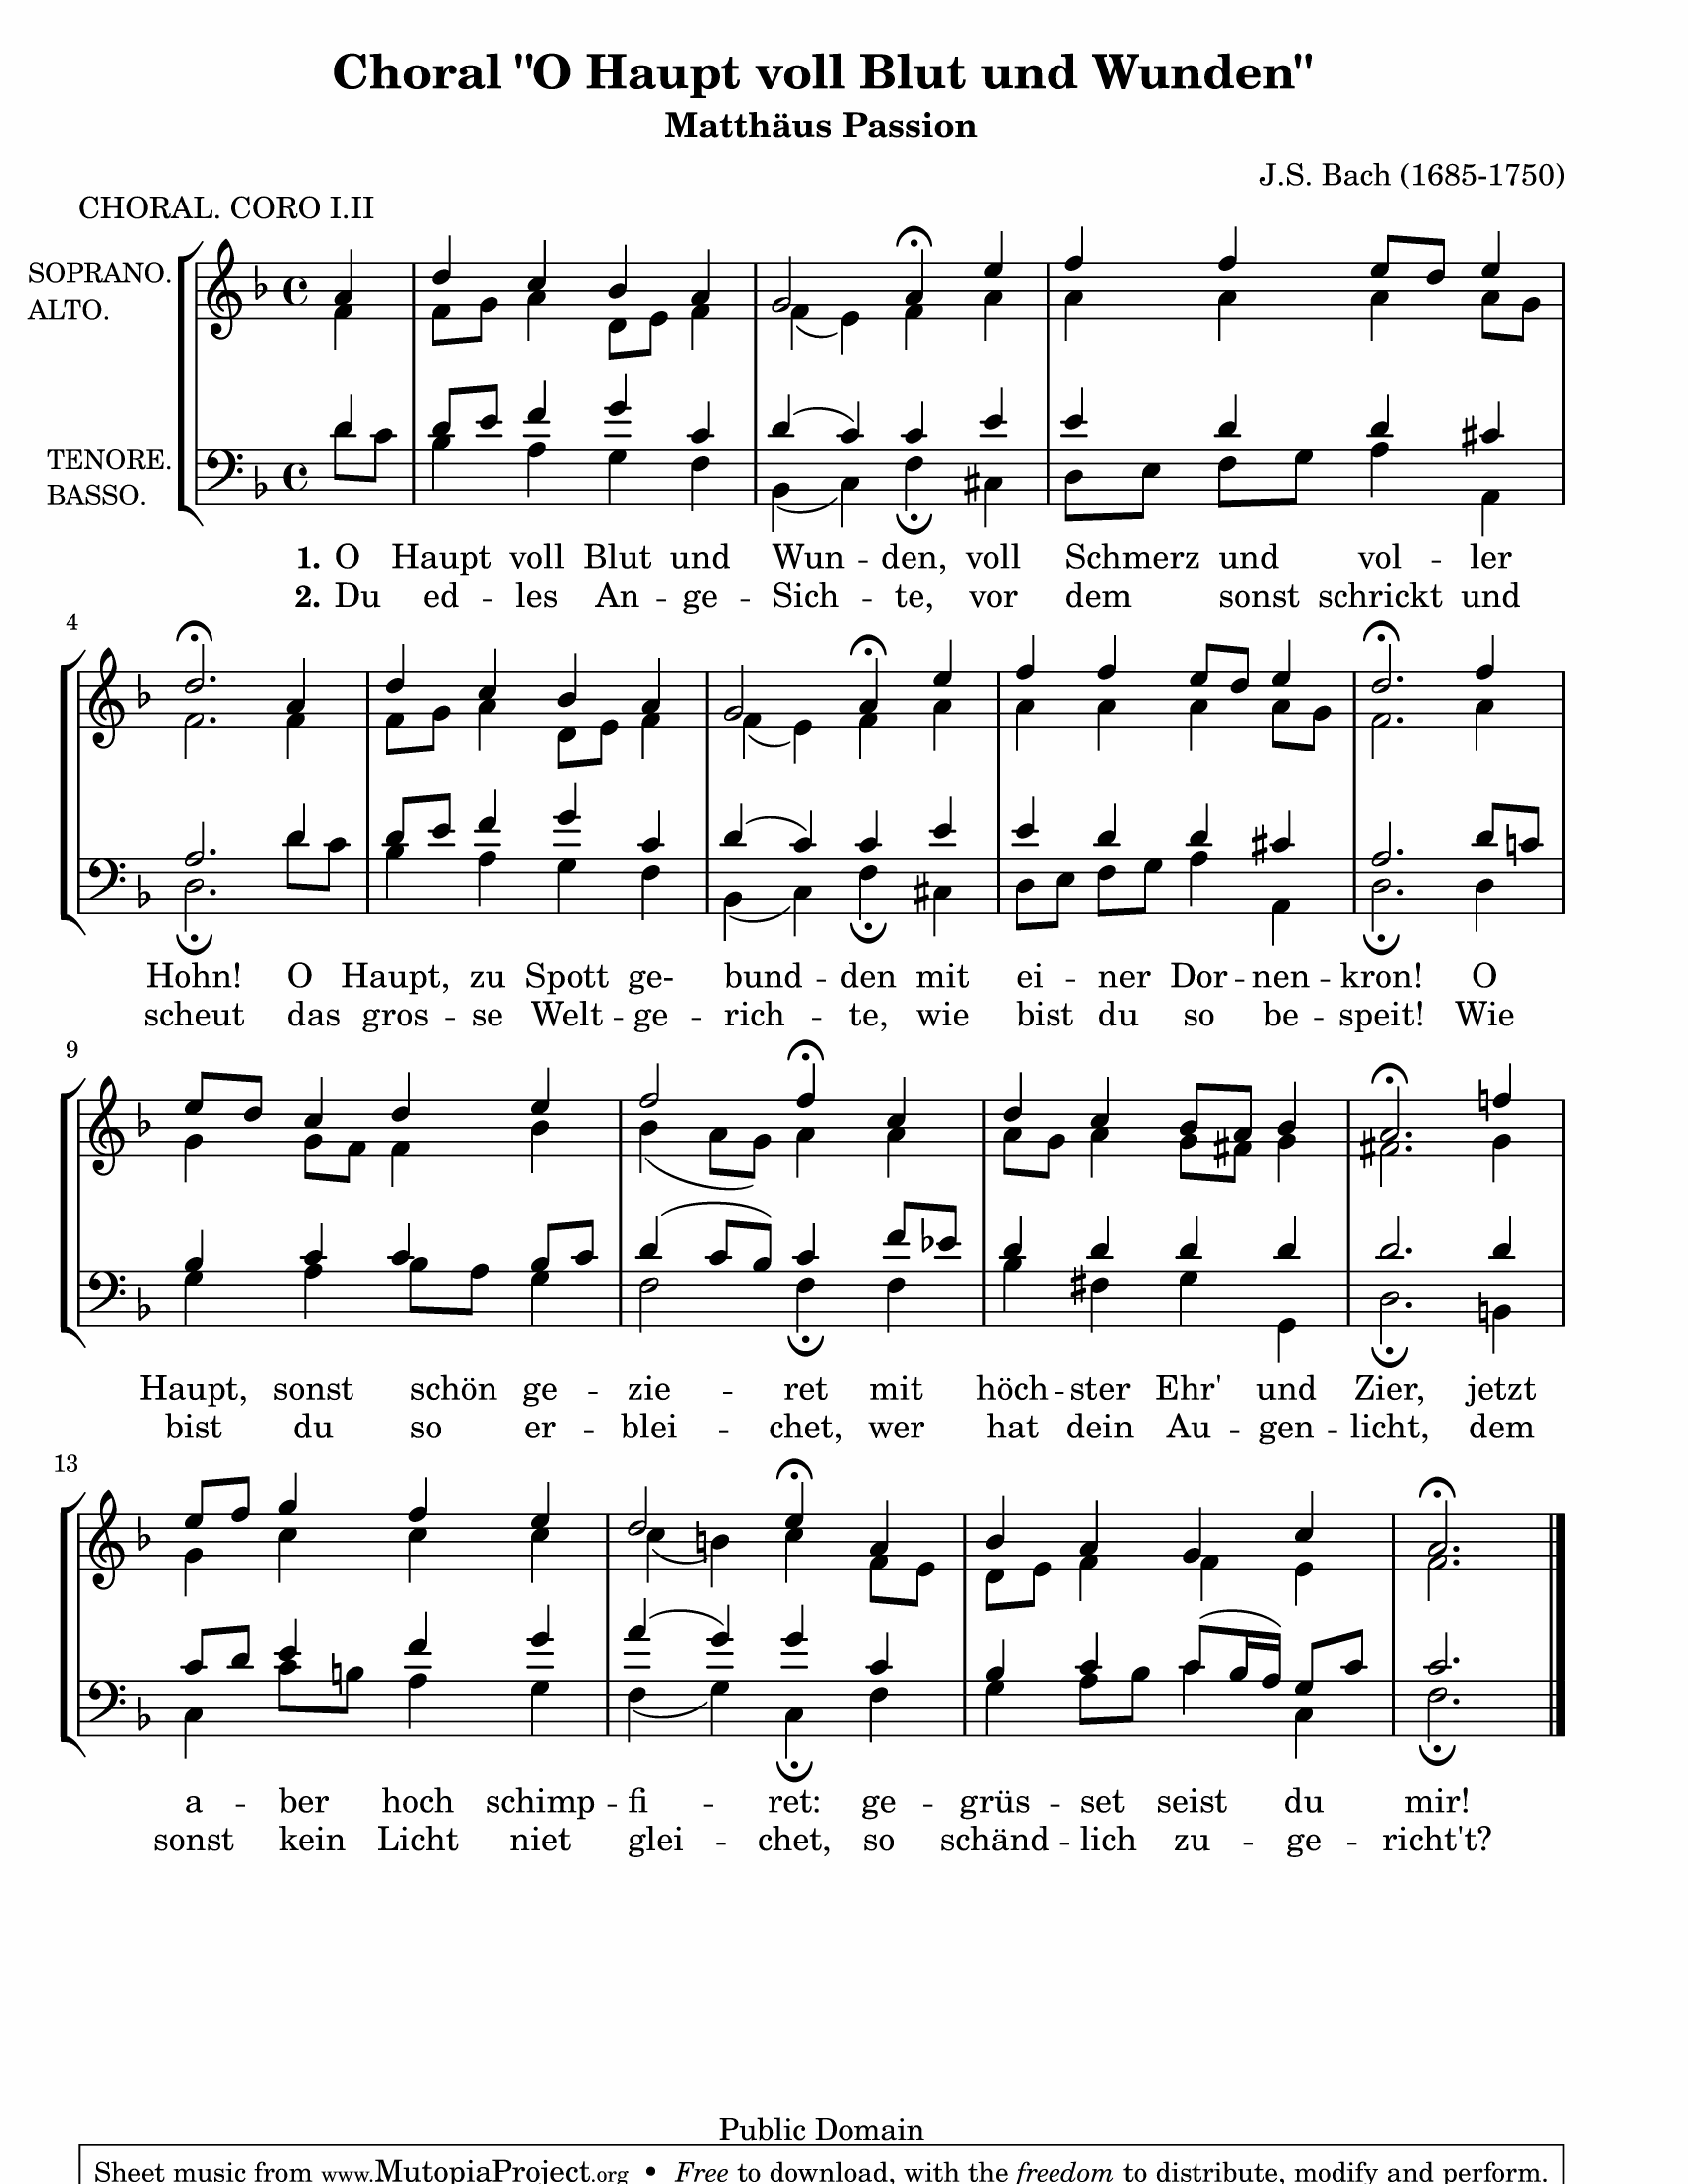 Choral "O Haupt voll Blut und Wunden"
Matthäus Passion
J.S. Bach (1685-1750)
CHORAL. CORO I.II
SOPRANO.
ALTO.
TENORE.
BASSO.
1. O Haupt voll Blut und Wun -- den, voll Schmerz und vol -- ler
2. Du ed -- les An -- ge -- Sich -- te, vor dem sonst schrickt und
4
Hohn! O Haupt, zu Spott ge- bund -- den mit ei -- ner Dor -- nen -- kron! O
scheut das gros -- se Welt -- ge -- rich -- te, wie bist du so be -- speit! Wie
9
Haupt, sonst schön ge -- zie -- ret mit höch -- ster Ehr' und Zier, jetzt
bist du so er -- blei -- chet, wer hat dein Au -- gen -- licht, dem
13
a -- ber hoch schimp -- fi -- ret: ge -- grüs -- set seist du mir!
sonst kein Licht niet glei -- chet, so schänd -- lich zu -- ge -- richt't?
Public Domain
Sheet music from www.MutopiaProject.org • Free to download, with the freedom to distribute, modify and perform.